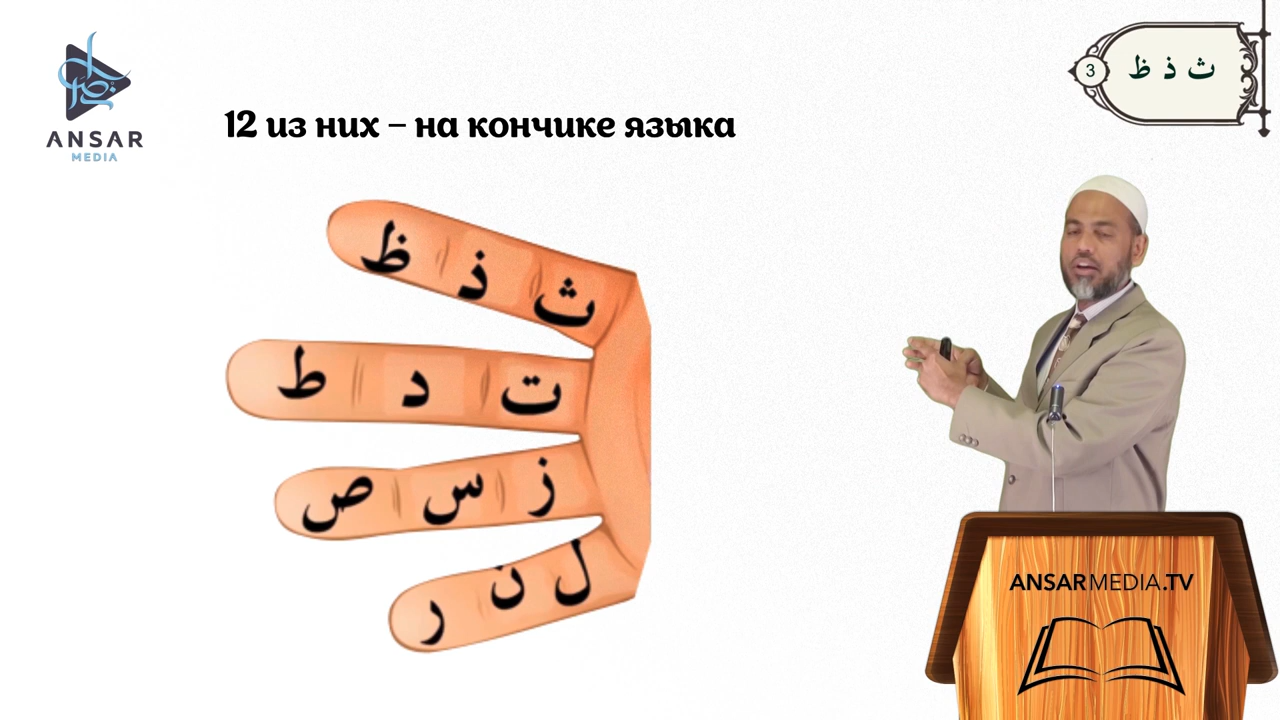 ANSAR
MEDIA
12 из них – на кончике языка
3
ث ذ ظ
ث ذ ظ
ت د ط
ز س ص
ل ن ر
ANSARMEDIA.TV